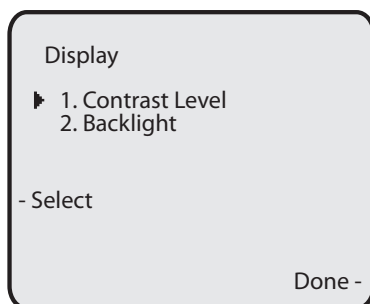 Display
1. Contrast Level
2. Backlight
- Select
Done -